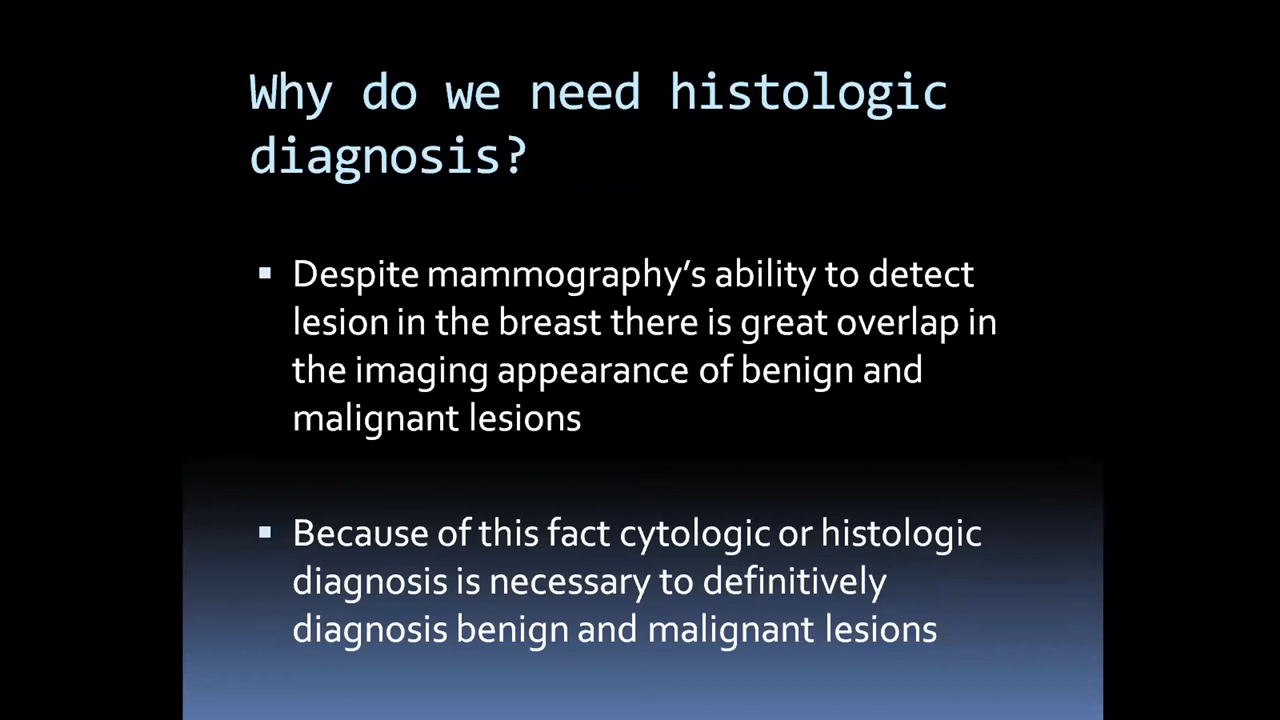 Why do we need histologic
diagnosis?
▪ Despite mammography’s ability to detect
lesion in the breast there is great overlap in
the imaging appearance of benign and
malignant lesions
▪ Because of this fact cytologic or histologic
diagnosis is necessary to definitively
diagnosis benign and malignant lesions